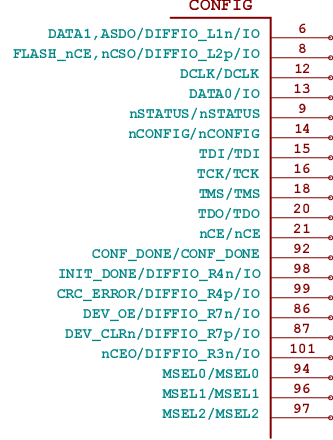 CONFIG
DATA1,ASDO/DIFFIO_L1n/IO 6
FLASH_nCE,nCSO/DIFFIO_L2p/IO 8
DCLK/DCLK 12
DATA0/IO 13
nSTATUS/nSTATUS 9
nCONFIG/nCONFIG 14
TDI/TDI 15
TCK/TCK 16
TMS/TMS 18
TDO/TDO 20
nCE/nCE 21
CONF_DONE/CONF_DONE 92
INIT_DONE/DIFFIO_R4n/IO 98
CRC_ERROR/DIFFIO_R4p/IO 99
DEV_OE/DIFFIO_R7n/IO 86
DEV_CLRn/DIFFIO_R7p/IO 87
nCEO/DIFFIO_R3n/IO 101
MSEL0/MSEL0 94
MSEL1/MSEL1 96
MSEL2/MSEL2 97